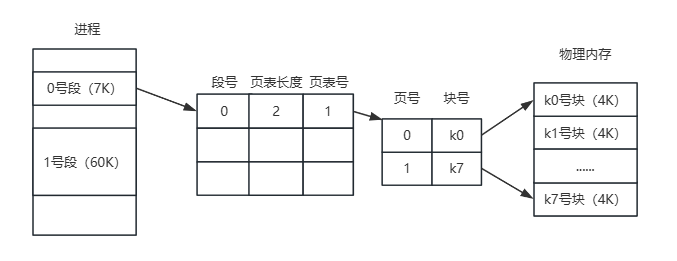 进程
0号段（7K）
1号段（60K）
段号 页表长度 页表号
0 2 1
页号 块号
0 k0
1 k7
物理内存
k0号块（4K）
k1号块（4K）
......
k7号块（4K）